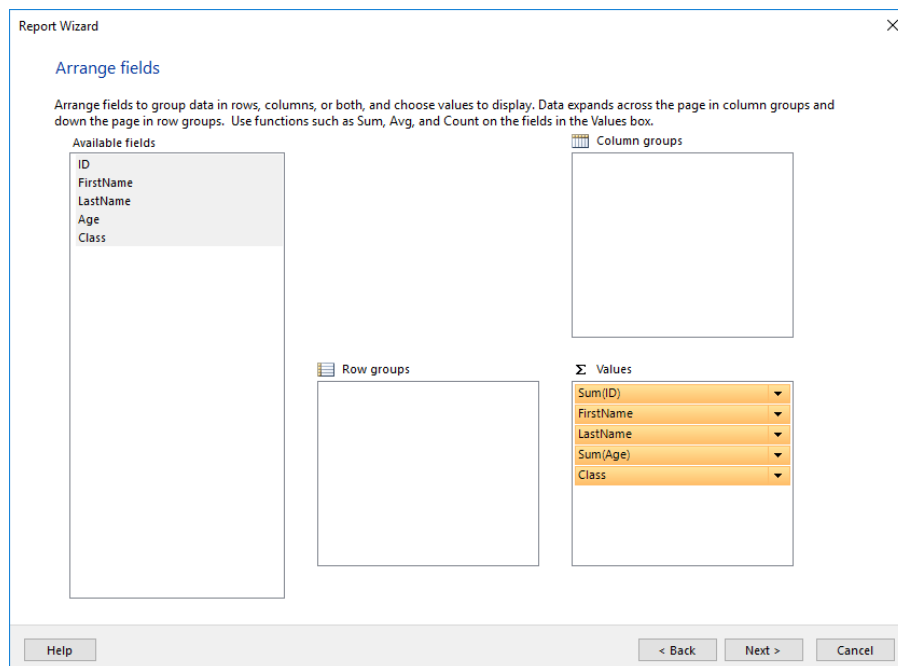 Report Wizard
Arrange fields
Arrange fields to group data in rows, columns, or both, and choose values to display. Data expands across the page in column groups and
down the page in row groups.  Use functions such as Sum, Avg, and Count on the fields in the Values box.
Available fields
ID
FirstName
LastName
Age
Class
Column groups
Row groups
Σ Values
Sum(ID)
FirstName
LastName
Sum(Age)
Class
Help
< Back
Next >
Cancel